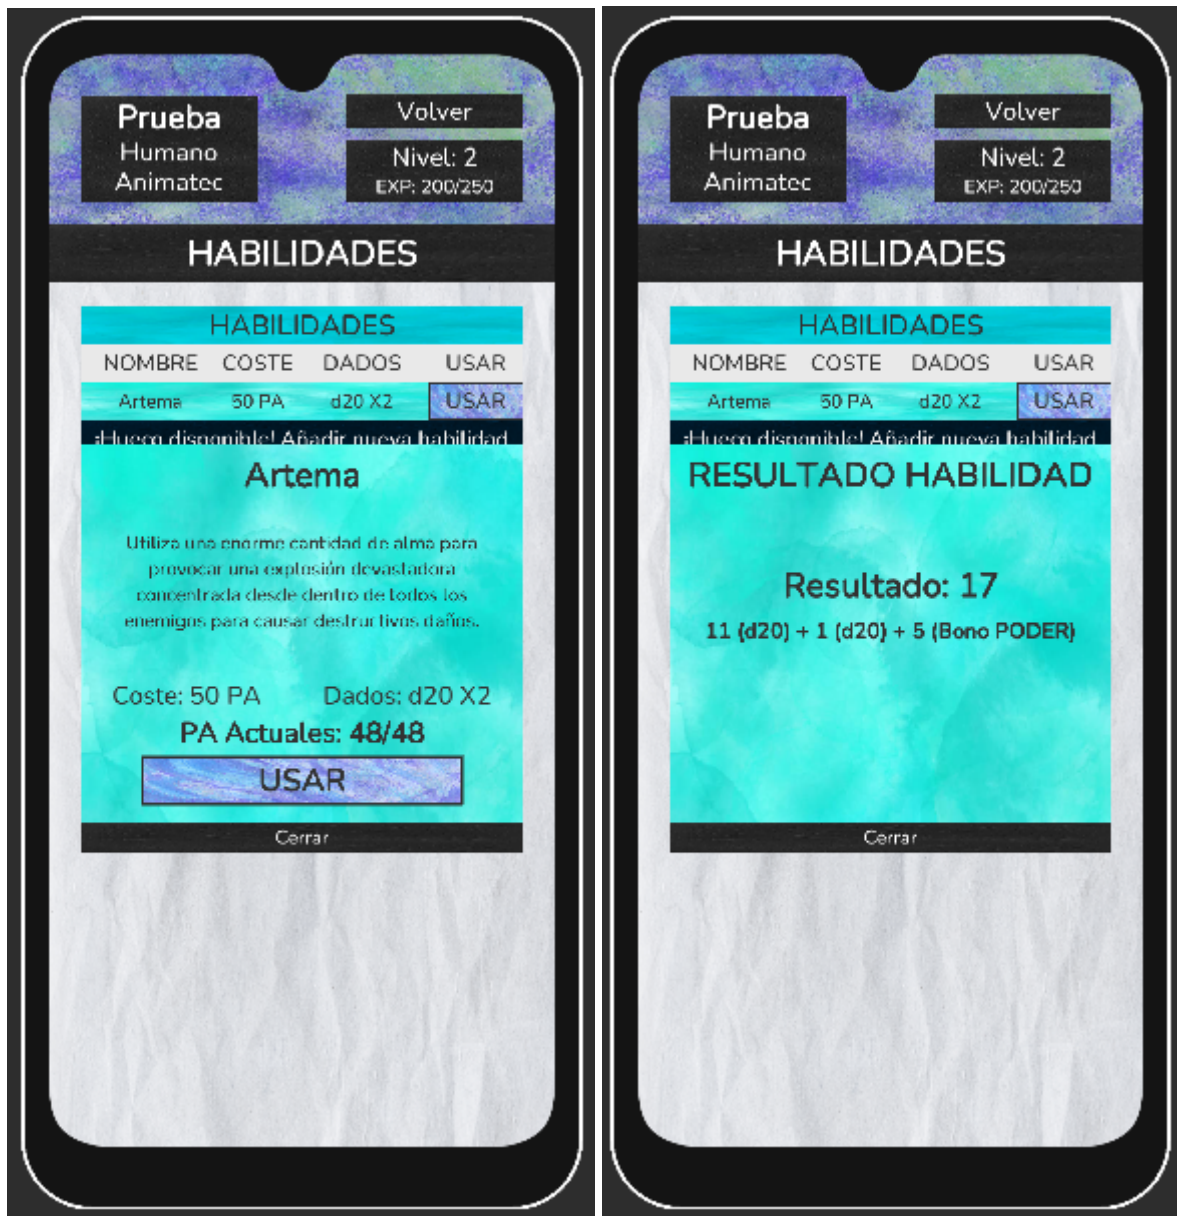 Prueba
Humano
Animatec
Volver
Nivel: 2
EXP: 200/250
HABILIDADES
HABILIDADES
NOMBRE COSTE DADOS USAR
Artema 50 PA d20 X2 USAR
¡Hueco disponible! Añadir nueva habilidad
Artema
Utiliza una enorme cantidad de alma para
provocar una explosión devastadora
concentrada desde dentro de todos los
enemigos para causar destructivos daños.
Coste: 50 PA Dados: d20 X2
PA Actuales: 48/48
USAR
Cerrar
Prueba
Humano
Animatec
Volver
Nivel: 2
EXP: 200/250
HABILIDADES
HABILIDADES
NOMBRE COSTE DADOS USAR
Artema 50 PA d20 X2 USAR
¡Hueco disponible! Añadir nueva habilidad
RESULTADO HABILIDAD
Resultado: 17
11 (d20) + 1 (d20) + 5 (Bono PODER)
Cerrar